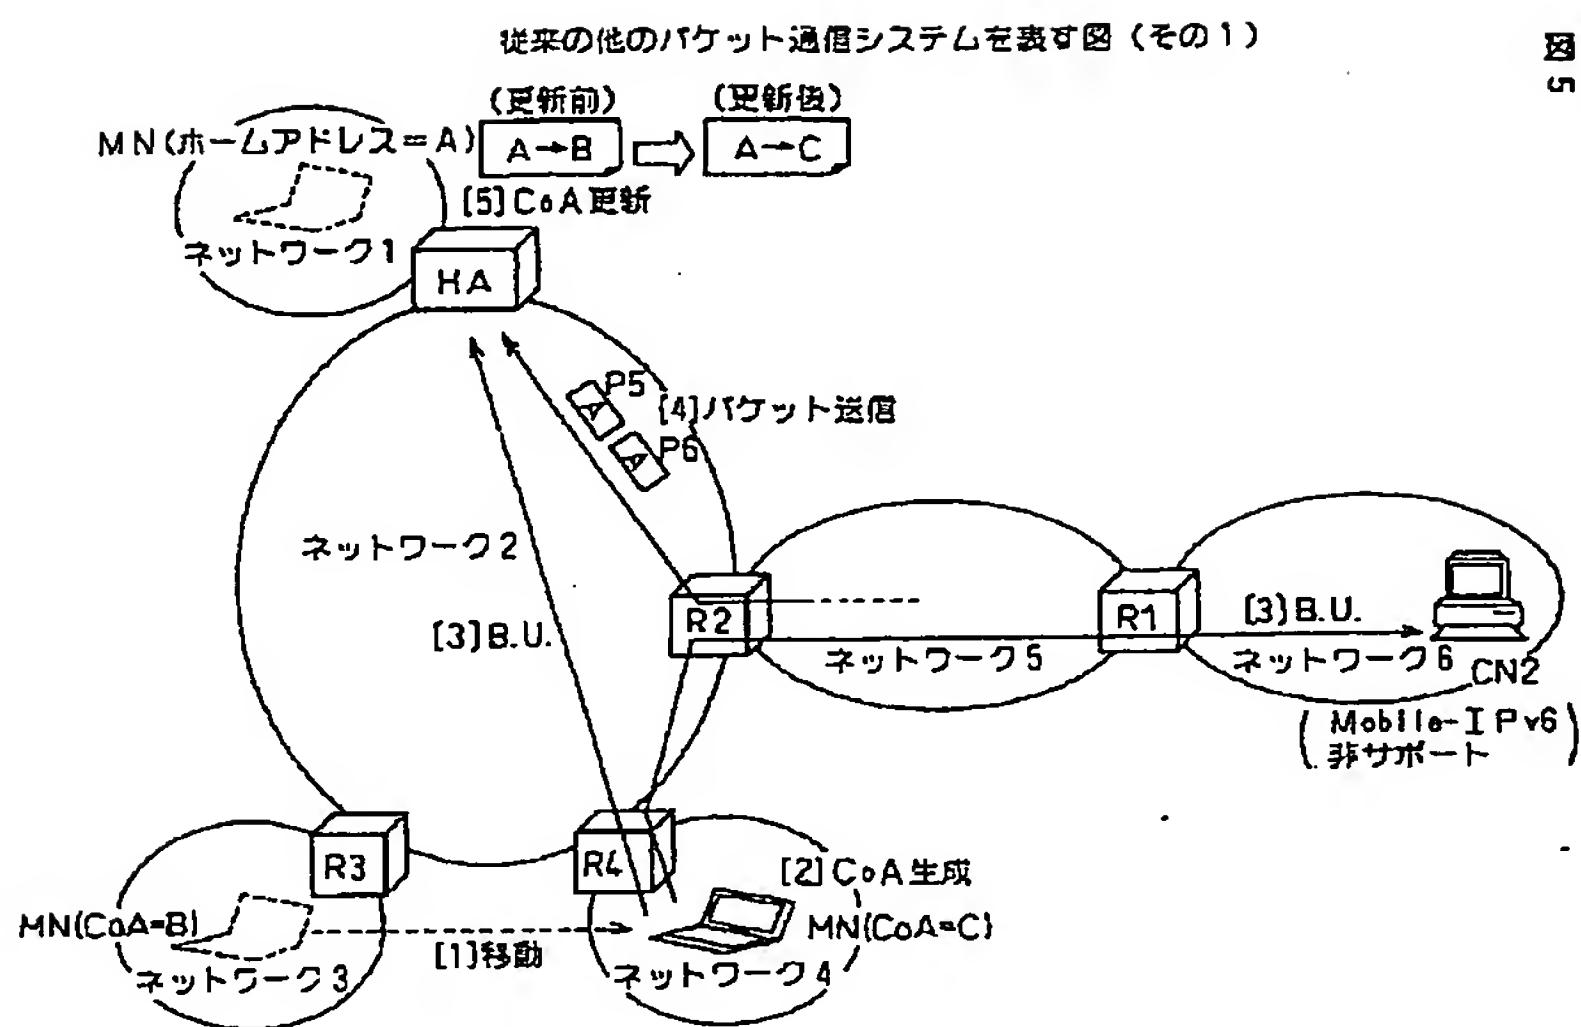 従来の他のパケット通信システムを表す図（その1）
図5
(更新前)
(更新後)
MN(ホームアドレス=A)
A→B
A→C
[5]CoA更新
ネットワーク1
HA
P5
[4]パケット送信
P6
ネットワーク2
[3]B.U.
R2
R1
[3]B.U.
ネットワーク5
ネットワーク6
CN2
(Mobile-IPv6
非サポート)
R3
R4
[2]CoA生成
MN(CoA=B)
MN(CoA=C)
[1]移動
ネットワーク3
ネットワーク4
A
A